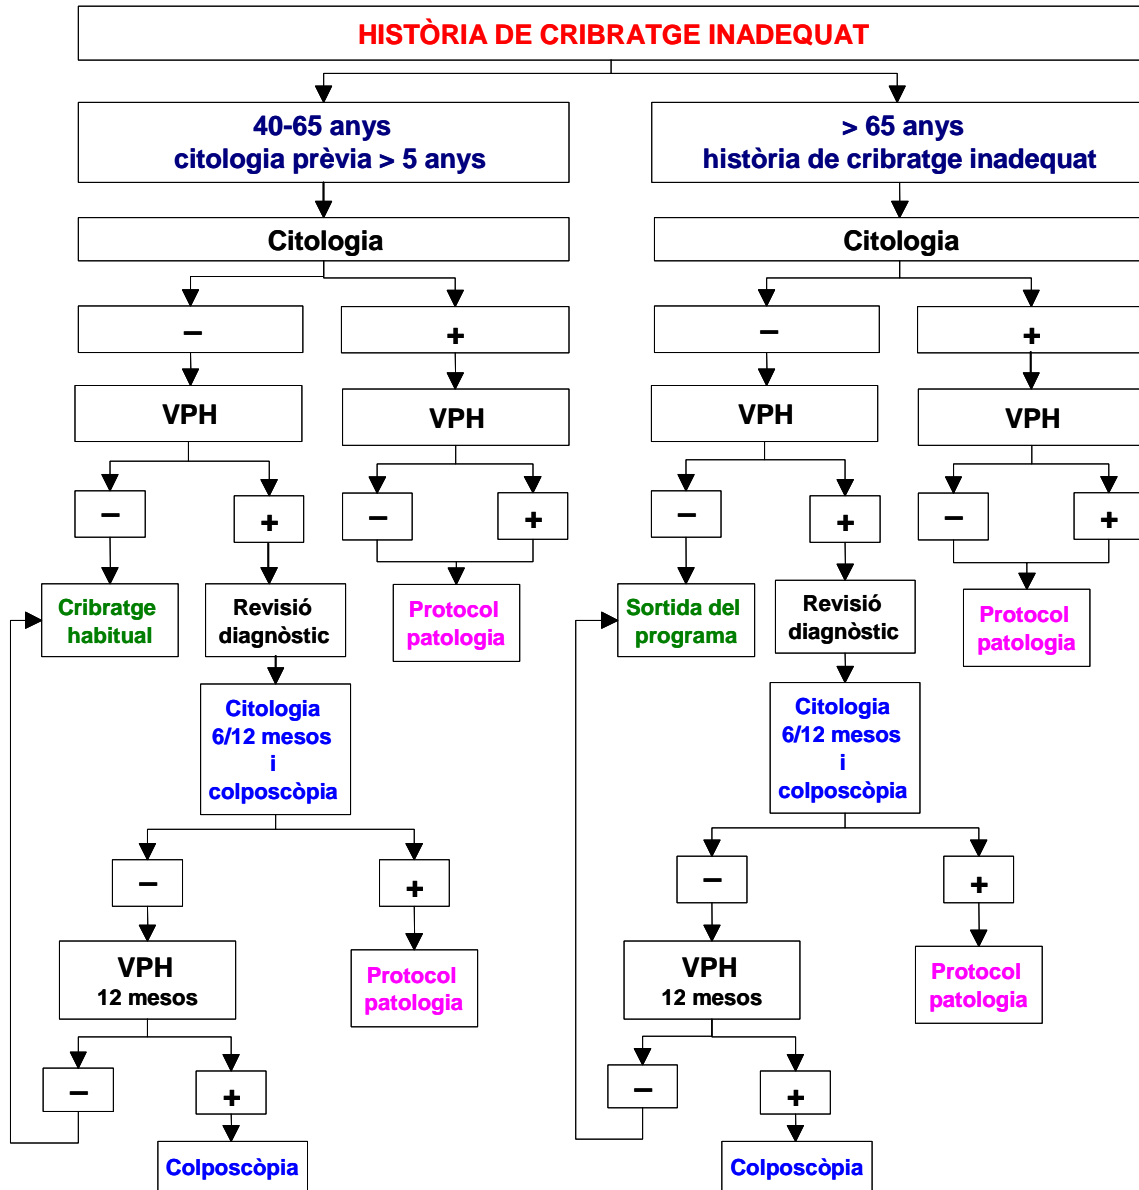 HISTÒRIA DE CRIBRATGE INADEQUAT
40-65 anys
citologia prèvia > 5 anys
> 65 anys
història de cribratge inadequat
Citologia
Citologia
–
+
–
+
VPH
VPH
VPH
VPH
–
+
–
+
–
+
–
+
Cribratge
habitual
Revisió
diagnòstic
Protocol
patologia
Sortida del
programa
Revisió
diagnòstic
Protocol
patologia
Citologia
6/12 mesos
i
colposcòpia
Citologia
6/12 mesos
i
colposcòpia
–
+
–
+
VPH
12 mesos
Protocol
patologia
VPH
12 mesos
Protocol
patologia
–
+
–
+
Colposcòpia
Colposcòpia